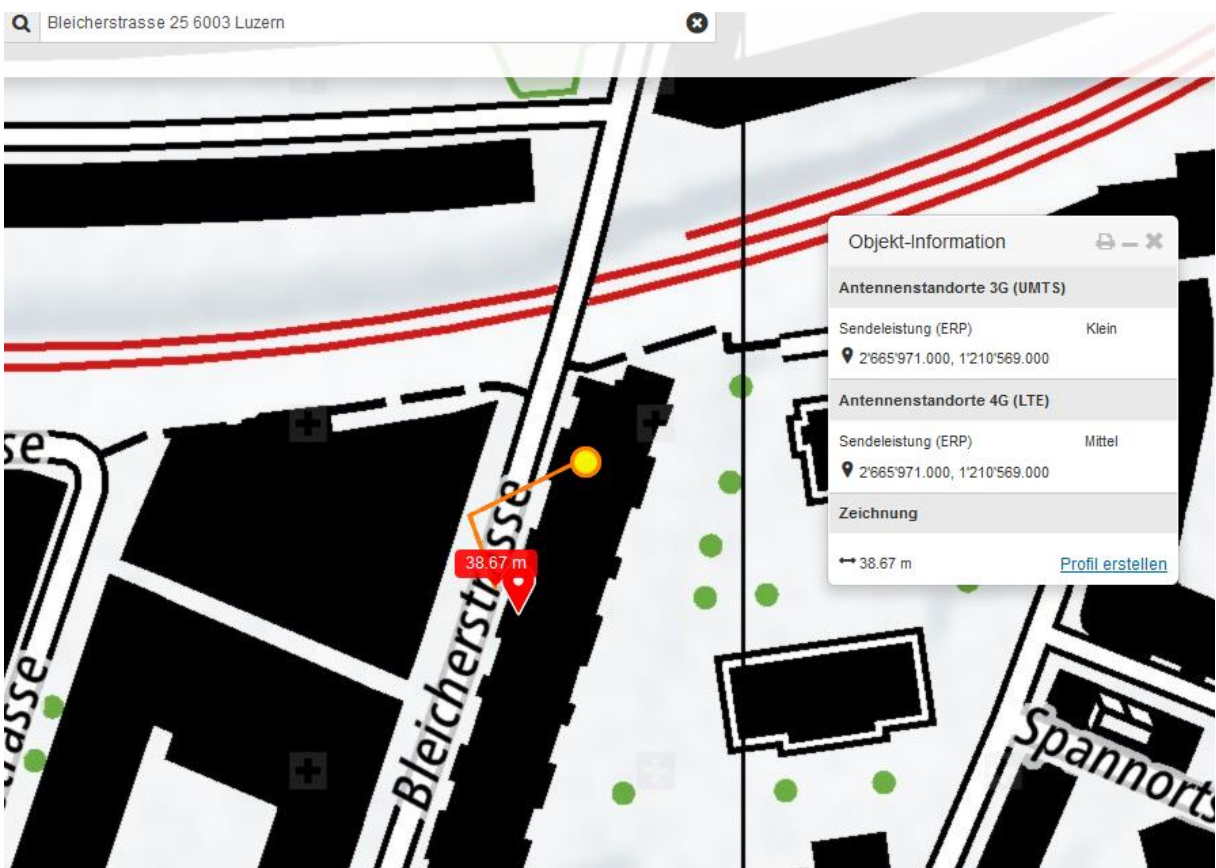 Bleicherstrasse 25 6003 Luzern
Objekt-Information
Antennenstandorte 3G (UMTS)
Sendeleistung (ERP) Klein
2'665'971.000, 1'210'569.000
Antennenstandorte 4G (LTE)
Sendeleistung (ERP) Mittel
2'665'971.000, 1'210'569.000
Zeichnung
38.67 m Profil erstellen
se
38.67 m
Bleicherstrasse
rasse
Spannorts